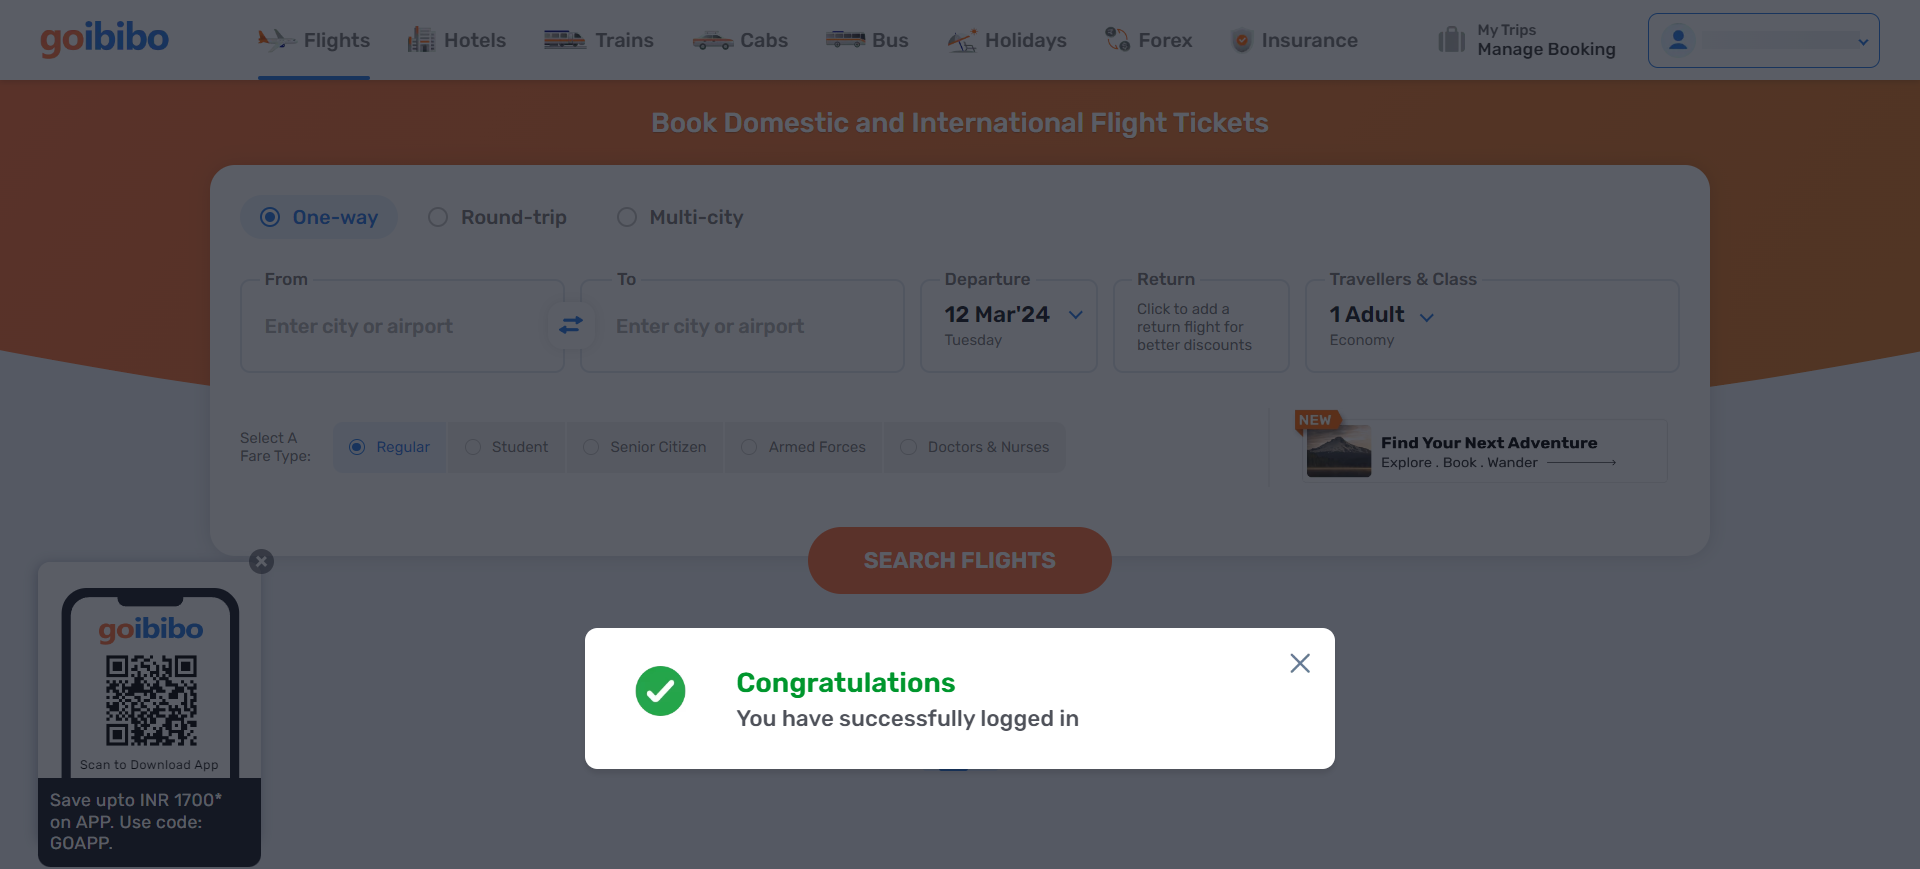 goibibo
Flights
Hotels
Trains
Cabs
Bus
Holidays
Forex
Insurance
My Trips
Manage Booking
Book Domestic and International Flight Tickets
One-way
Round-trip
Multi-city
From
To
Departure
Return
Travellers & Class
Enter city or airport
Enter city or airport
12 Mar'24
Tuesday
Click to add a
return flight for
better discounts
1 Adult
Economy
Select A
Fare Type:
Regular
Student
Senior Citizen
Armed Forces
Doctors & Nurses
NEW
Find Your Next Adventure
Explore . Book . Wander
SEARCH FLIGHTS
goibibo
Scan to Download App
Save upto INR 1700*
on APP. Use code:
GOAPP.
Congratulations
You have successfully logged in